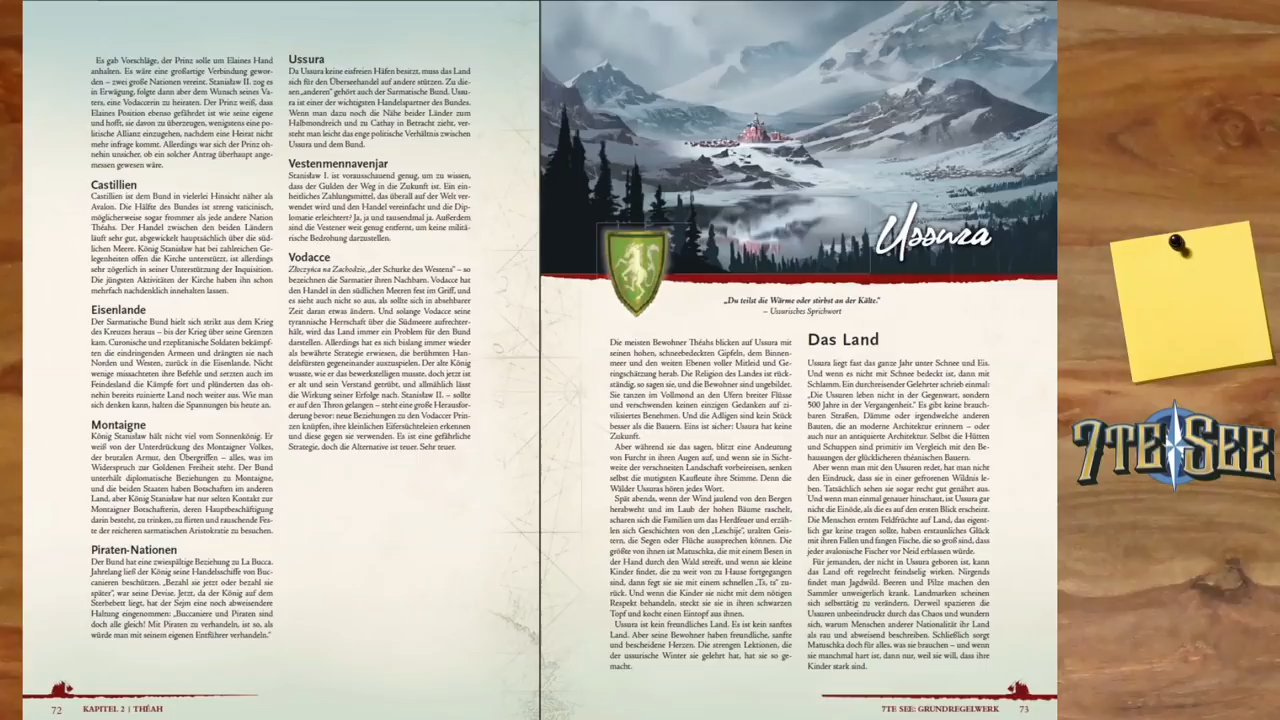 Es gab Vorschläge, der Prinz solle um Elaines Hand
anhalten. Es wäre eine großartige Verbindung gewor-
den – zwei große Nationen vereint. Stanisław II. zog es
in Erwägung, folgte dann aber dem Wunsch seines Va-
ters, eine Vodaccerin zu heiraten. Der Prinz weiß, dass
Elaines Position ebenso gefährdet ist wie seine eigene
und hofft, sie davon zu überzeugen, wenigstens eine po-
litische Allianz einzugehen, nachdem eine Heirat nicht
mehr infrage kommt. Allerdings war sich der Prinz oh-
nehin unsicher, ob ein solcher Antrag überhaupt ange-
messen gewesen wäre.
Castillien
Castillien ist dem Bund in vielerlei Hinsicht näher als
Avalon. Die Hälfte des Bundes ist streng vaticinisch,
möglicherweise sogar frommer als jede andere Nation
Théahs. Der Handel zwischen den beiden Ländern
läuft sehr gut, abgewickelt hauptsächlich über die süd-
lichen Meere. König Stanisław hat bei zahlreichen Ge-
legenheiten offen die Kirche unterstützt, ist allerdings
sehr zögerlich in seiner Unterstützung der Inquisition.
Die jüngsten Aktivitäten der Kirche haben ihn schon
mehrfach nachdenklich innehalten lassen.
Eisenlande
Der Sarmatische Bund hielt sich strikt aus dem Krieg
des Kreuzes heraus – bis der Krieg über seine Grenzen
kam. Curonische und rzeplitanische Soldaten bekämpf-
ten die eindringenden Armeen und drängten sie nach
Norden und Westen, zurück in die Eisenlande. Nicht
wenige missachteten ihre Befehle und setzten auch im
Feindesland die Kämpfe fort und plünderten das oh-
nehin bereits ruinierte Land noch weiter aus. Wie man
sich denken kann, halten die Spannungen bis heute an.
Montaigne
König Stanisław hält nicht viel vom Sonnenkönig. Er
weiß von der Unterdrückung des Montaigner Volkes,
der brutalen Armut, den Übergriffen – alles, was im
Widerspruch zur Goldenen Freiheit steht. Der Bund
unterhält diplomatische Beziehungen zu Montaigne,
und die beiden Staaten haben Botschaften im anderen
Land, aber König Stanisław hat nur selten Kontakt zur
Montaigner Botschafterin, deren Hauptbeschäftigung
darin besteht, zu trinken, zu flirten und rauschende Fes-
te der reicheren sarmatischen Aristokratie zu besuchen.
Piraten-Nationen
Der Bund hat eine zwiespältige Beziehung zu La Bucca.
Jahrelang ließ der König seine Handelsschiffe von Buc-
canieren beschützen. „Bezahl sie jetzt oder bezahl sie
später“, war seine Devise. Jetzt, da der König auf dem
Sterbebett liegt, hat der Sejm eine noch abweisendere
Haltung eingenommen: „Buccaniere und Piraten sind
doch alle gleich! Mit Piraten zu verhandeln, ist so, als
würde man mit seinem eigenen Entführer verhandeln.“
Ussura
Da Ussura keine eisfreien Häfen besitzt, muss das Land
sich für den Überseehandel auf andere stützen. Zu die-
sen „anderen“ gehört auch der Sarmatische Bund. Ussu-
ra ist einer der wichtigsten Handelspartner des Bundes.
Wenn man dazu noch die Nähe beider Länder zum
Halbmondreich und zu Cathay in Betracht zieht, ver-
steht man leicht das enge politische Verhältnis zwischen
Ussura und dem Bund.
Vestenmennavenjar
Stanisław I. ist vorausschauend genug, um zu wissen,
dass der Gulden der Weg in die Zukunft ist. Ein ein-
heitliches Zahlungsmittel, das überall auf der Welt ver-
wendet wird und den Handel vereinfacht und die Dip-
lomatie erleichtert? Ja, ja und tausendmal ja. Außerdem
sind die Vestener weit genug entfernt, um keine militä-
rische Bedrohung darzustellen.
Vodacce
Złoczyńca na Zachodzie, „der Schurke des Westens“ – so
bezeichnen die Sarmatier ihren Nachbarn. Vodacce hat
den Handel in den südlichen Meeren fest im Griff, und
es sieht auch nicht so aus, als sollte sich in absehbarer
Zeit daran etwas ändern. Und solange Vodacce seine
tyrannische Herrschaft über die Südmeere aufrechter-
hält, wird das Land immer ein Problem für den Bund
darstellen. Allerdings hat es sich bislang immer wieder
als bewährte Strategie erwiesen, die berühmten Han-
delsfürsten gegeneinander auszuspielen. Der alte König
wusste, wie er das bewerkstelligen musste, doch jetzt ist
er alt und sein Verstand getrübt, und allmählich lässt
die Wirkung seiner Erfolge nach. Stanisław II. – sollte
er auf den Thron gelangen – steht eine große Herausfor-
derung bevor: neue Beziehungen zu den Vodaccer Prin-
zen knüpfen, ihre kleinlichen Eifersüchteleien erkennen
und diese gegen sie verwenden. Es ist eine gefährliche
Strategie, doch die Alternative ist teuer. Sehr teuer.
72 KAPITEL 2 | THÉAH
Ussura
„Du teilst die Wärme oder stirbst an der Kälte.“
– Ussurisches Sprichwort
Die meisten Bewohner Théahs blicken auf Ussura mit
seinen hohen, schneebedeckten Gipfeln, dem Binnen-
meer und den weiten Ebenen voller Mitleid und Ge-
ringschätzung herab. Die Religion des Landes ist rück-
ständig, so sagen sie, und die Bewohner sind ungebildet.
Sie tanzen im Vollmond an den Ufern breiter Flüsse
und verschwenden keinen einzigen Gedanken auf zi-
vilisiertes Benehmen. Und die Adligen sind kein Stück
besser als die Bauern. Eins ist sicher: Ussura hat keine
Zukunft.
Aber während sie das sagen, blitzt eine Andeutung
von Furcht in ihren Augen auf, und wenn sie in Sicht-
weite der verschneiten Landschaft vorbeireisen, senken
selbst die mutigsten Kaufleute ihre Stimme. Denn die
Wälder Ussuras hören jedes Wort.
Spät abends, wenn der Wind jaulend von den Bergen
herabweht und im Laub der hohen Bäume raschelt,
scharen sich die Familien um das Herdfeuer und erzäh-
len sich Geschichten von den „Leschije“, uralten Geis-
tern, die Segen oder Flüche aussprechen können. Die
größte von ihnen ist Matuschka, die mit einem Besen in
der Hand durch den Wald streift, und wenn sie kleine
Kinder findet, die zu weit von zu Hause fortgegangen
sind, dann fegt sie sie mit einem schnellen „Ts, ts“ zu-
rück. Und wenn die Kinder sie nicht mit dem nötigen
Respekt behandeln, steckt sie sie in ihren schwarzen
Topf und kocht einen Eintopf aus ihnen.
Ussura ist kein freundliches Land. Es ist kein sanftes
Land. Aber seine Bewohner haben freundliche, sanfte
und bescheidene Herzen. Die strengen Lektionen, die
der ussurische Winter sie gelehrt hat, hat sie so ge-
macht.
Das Land
Ussura liegt fast das ganze Jahr unter Schnee und Eis.
Und wenn es nicht mit Schnee bedeckt ist, dann mit
Schlamm. Ein durchreisender Gelehrter schrieb einmal:
„Die Ussuren leben nicht in der Gegenwart, sondern
500 Jahre in der Vergangenheit.“ Es gibt keine brauch-
baren Straßen, Dämme oder irgendwelche anderen
Bauten, die an moderne Architektur erinnern – oder
auch nur an antiquierte Architektur. Selbst die Hütten
und Schuppen sind primitiv im Vergleich mit den Be-
hausungen der glücklicheren théanischen Bauern.
Aber wenn man mit den Ussuren redet, hat man nicht
den Eindruck, dass sie in einer gefrorenen Wildnis le-
ben. Tatsächlich sehen sie sogar recht gut genährt aus.
Und wenn man einmal genauer hinschaut, ist Ussura gar
nicht die Einöde, als die es auf den ersten Blick erscheint.
Die Menschen ernten Feldfrüchte auf Land, das eigent-
lich gar keine tragen sollte, haben erstaunliches Glück
mit ihren Fallen und fangen Fische, die so groß sind, dass
jeder avalonische Fischer vor Neid erblassen würde.
Für jemanden, der nicht in Ussura geboren ist, kann
das Land oft regelrecht feindselig wirken. Nirgends
findet man Jagdwild. Beeren und Pilze machen den
Sammler unweigerlich krank. Landmarken scheinen
sich selbsttätig zu verändern. Derweil spazieren die
Ussuren unbeeindruckt durch das Chaos und wundern
sich, warum Menschen anderer Nationalität ihr Land
als rau und abweisend beschreiben. Schließlich sorgt
Matuschka doch für alles, was sie brauchen – und wenn
sie manchmal hart ist, dann nur, weil sie will, dass ihre
Kinder stark sind.
7TE SEE: GRUNDREGELWERK 73
7TE SEE